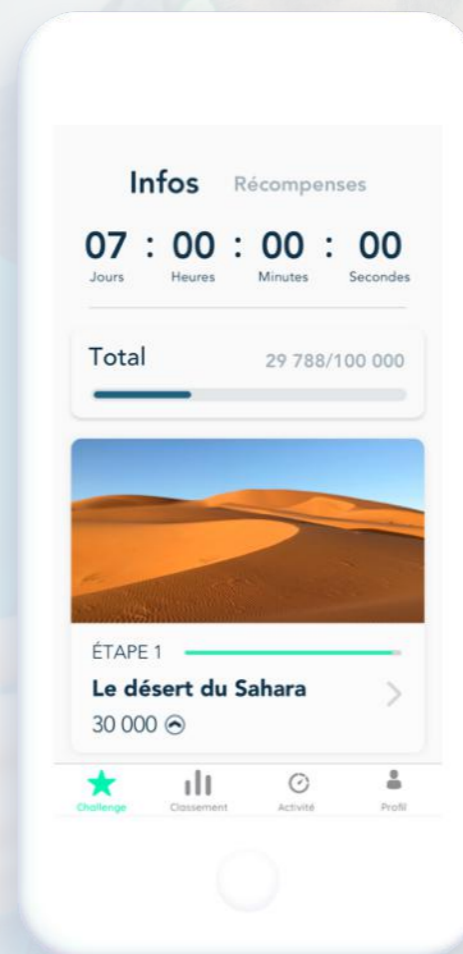 Infos Récompenses
07 : 00 : 00 : 00
Jours Heures Minutes Secondes
Total 29 788/100 000
ÉTAPE 1
Le désert du Sahara
30 000
Challenge Classement Activité Profil